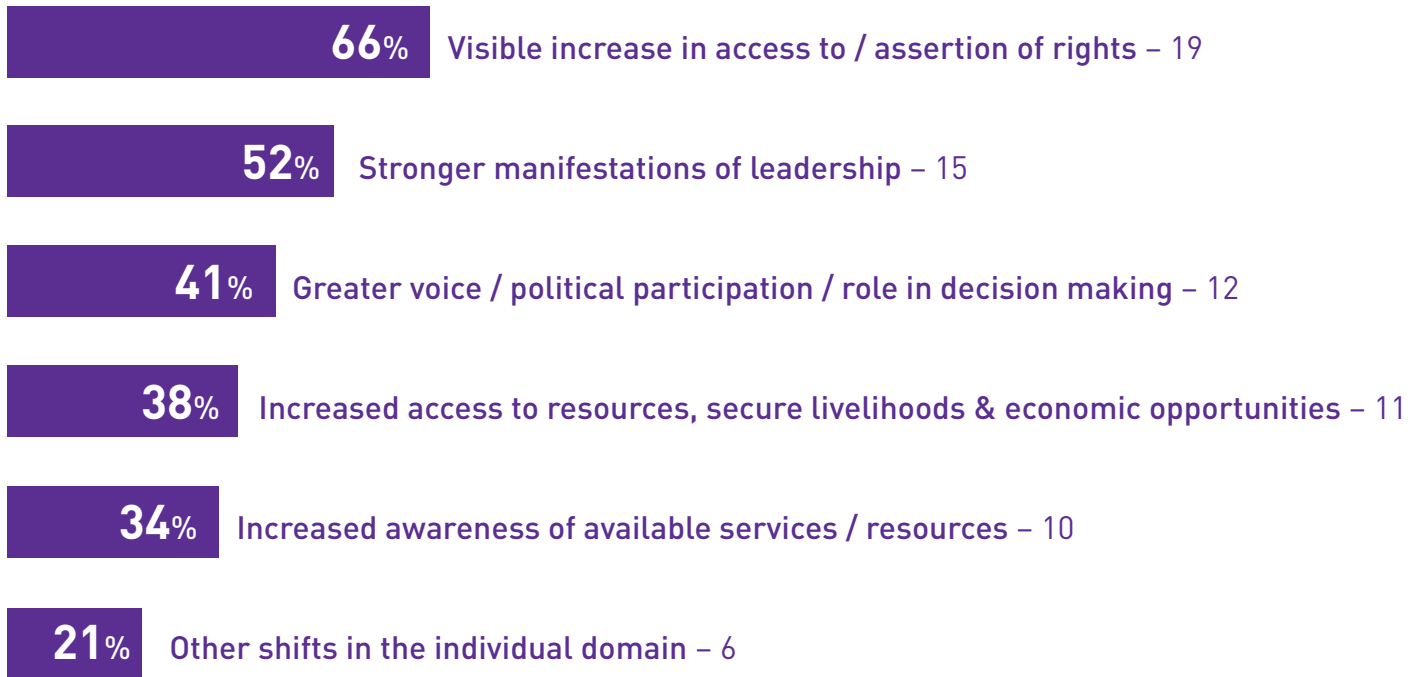 66% Visible increase in access to / assertion of rights – 19
52% Stronger manifestations of leadership – 15
41% Greater voice / political participation / role in decision making – 12
38% Increased access to resources, secure livelihoods & economic opportunities – 11
34% Increased awareness of available services / resources – 10
21% Other shifts in the individual domain – 6